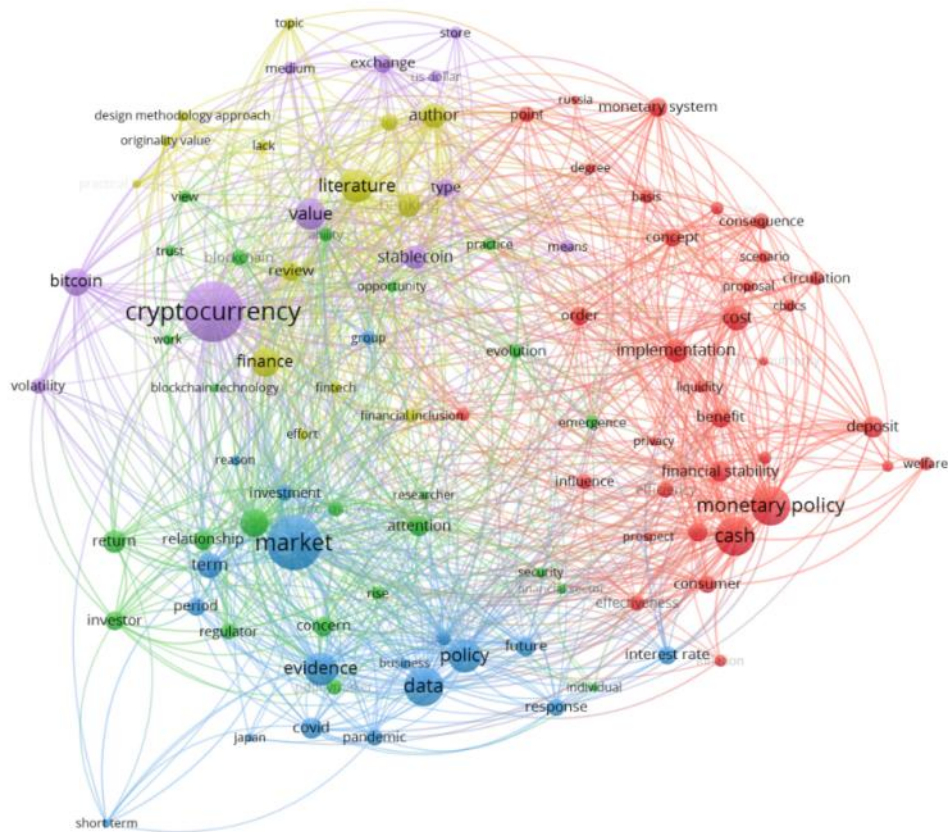 topic
store
medium
exchange
us dollar
russia
monetary system
design methodology approach
author
point
originality value
lack
degree
literature
type
basis
view
value
consequence
trust
blockchain
practice
means
concept
stablecoin
scenario
bitcoin
review
opportunity
proposal
circulation
cbdcs
cryptocurrency
order
cost
work
group
evolution
implementation
finance
volatility
blockchain technology
fintech
liquidity
financial inclusion
benefit
emergence
deposit
effort
privacy
reason
financial stability
welfare
investment
researcher
influence
efficiency
monetary policy
return
relationship
market
attention
prospect
cash
term
security
consumer
period
rise
financial sector
effectiveness
investor
regulator
concern
evidence
business
policy
future
interest rate
data
individual
response
covid
japan
pandemic
short term